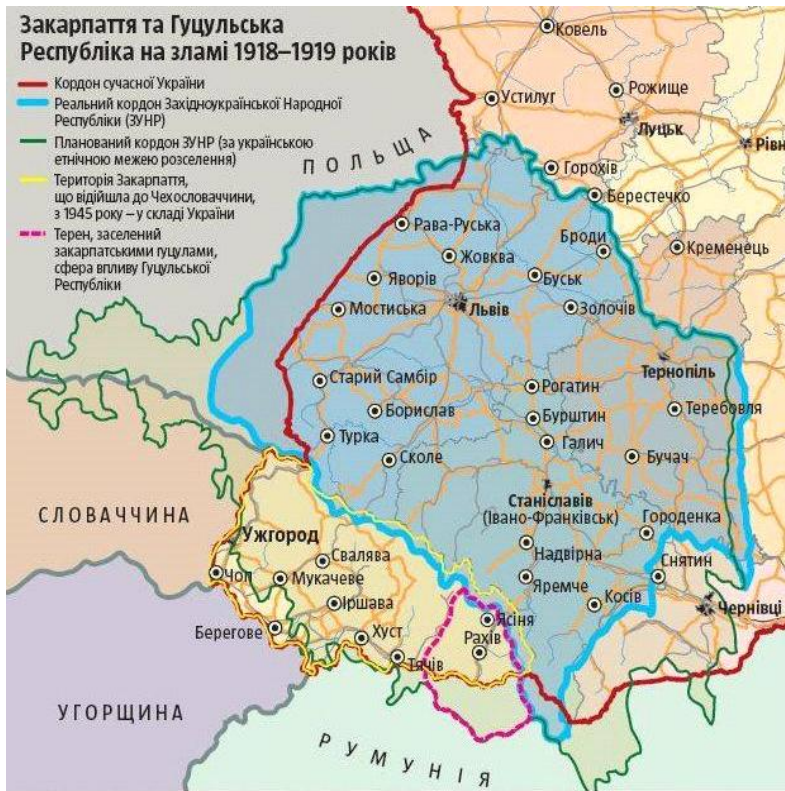 Закарпаття та Гуцульська
Республіка на зламі 1918–1919 років
Кордон сучасної України
Реальний кордон Західноукраїнської Народної
Республіки (ЗУНР)
Планований кордон ЗУНР (за українською
етнічною межею розселення)
Територія Закарпаття,
що відійшла до Чехословаччини,
з 1945 року – у складі України
Терен, заселений
закарпатськими гуцулами,
сфера впливу Гуцульської
Республіки
Ковель
Устилуг
Рожище
Луцьк
Рівн
ПОЛЬЩА
Горохів
Берестечко
Рава-Руська
Броди
Кременець
Жовква
Яворів
Буськ
Мостиська
Львів
Золочів
Тернопіль
Старий Самбір
Рогатин
Борислав
Бурштин
Теребовля
Турка
Галич
Сколе
Бучач
СЛОВАЧЧИНА
Станіславів
(Івано-Франківськ)
Городенка
Ужгород
Надвірна
Свалява
Снятин
Чоп
Мукачеве
Яремче
Іршава
Косів
Чернівці
Ясіня
Берегове
Хуст
Рахів
Тячів
УГОРЩИНА
РУМУНІЯ